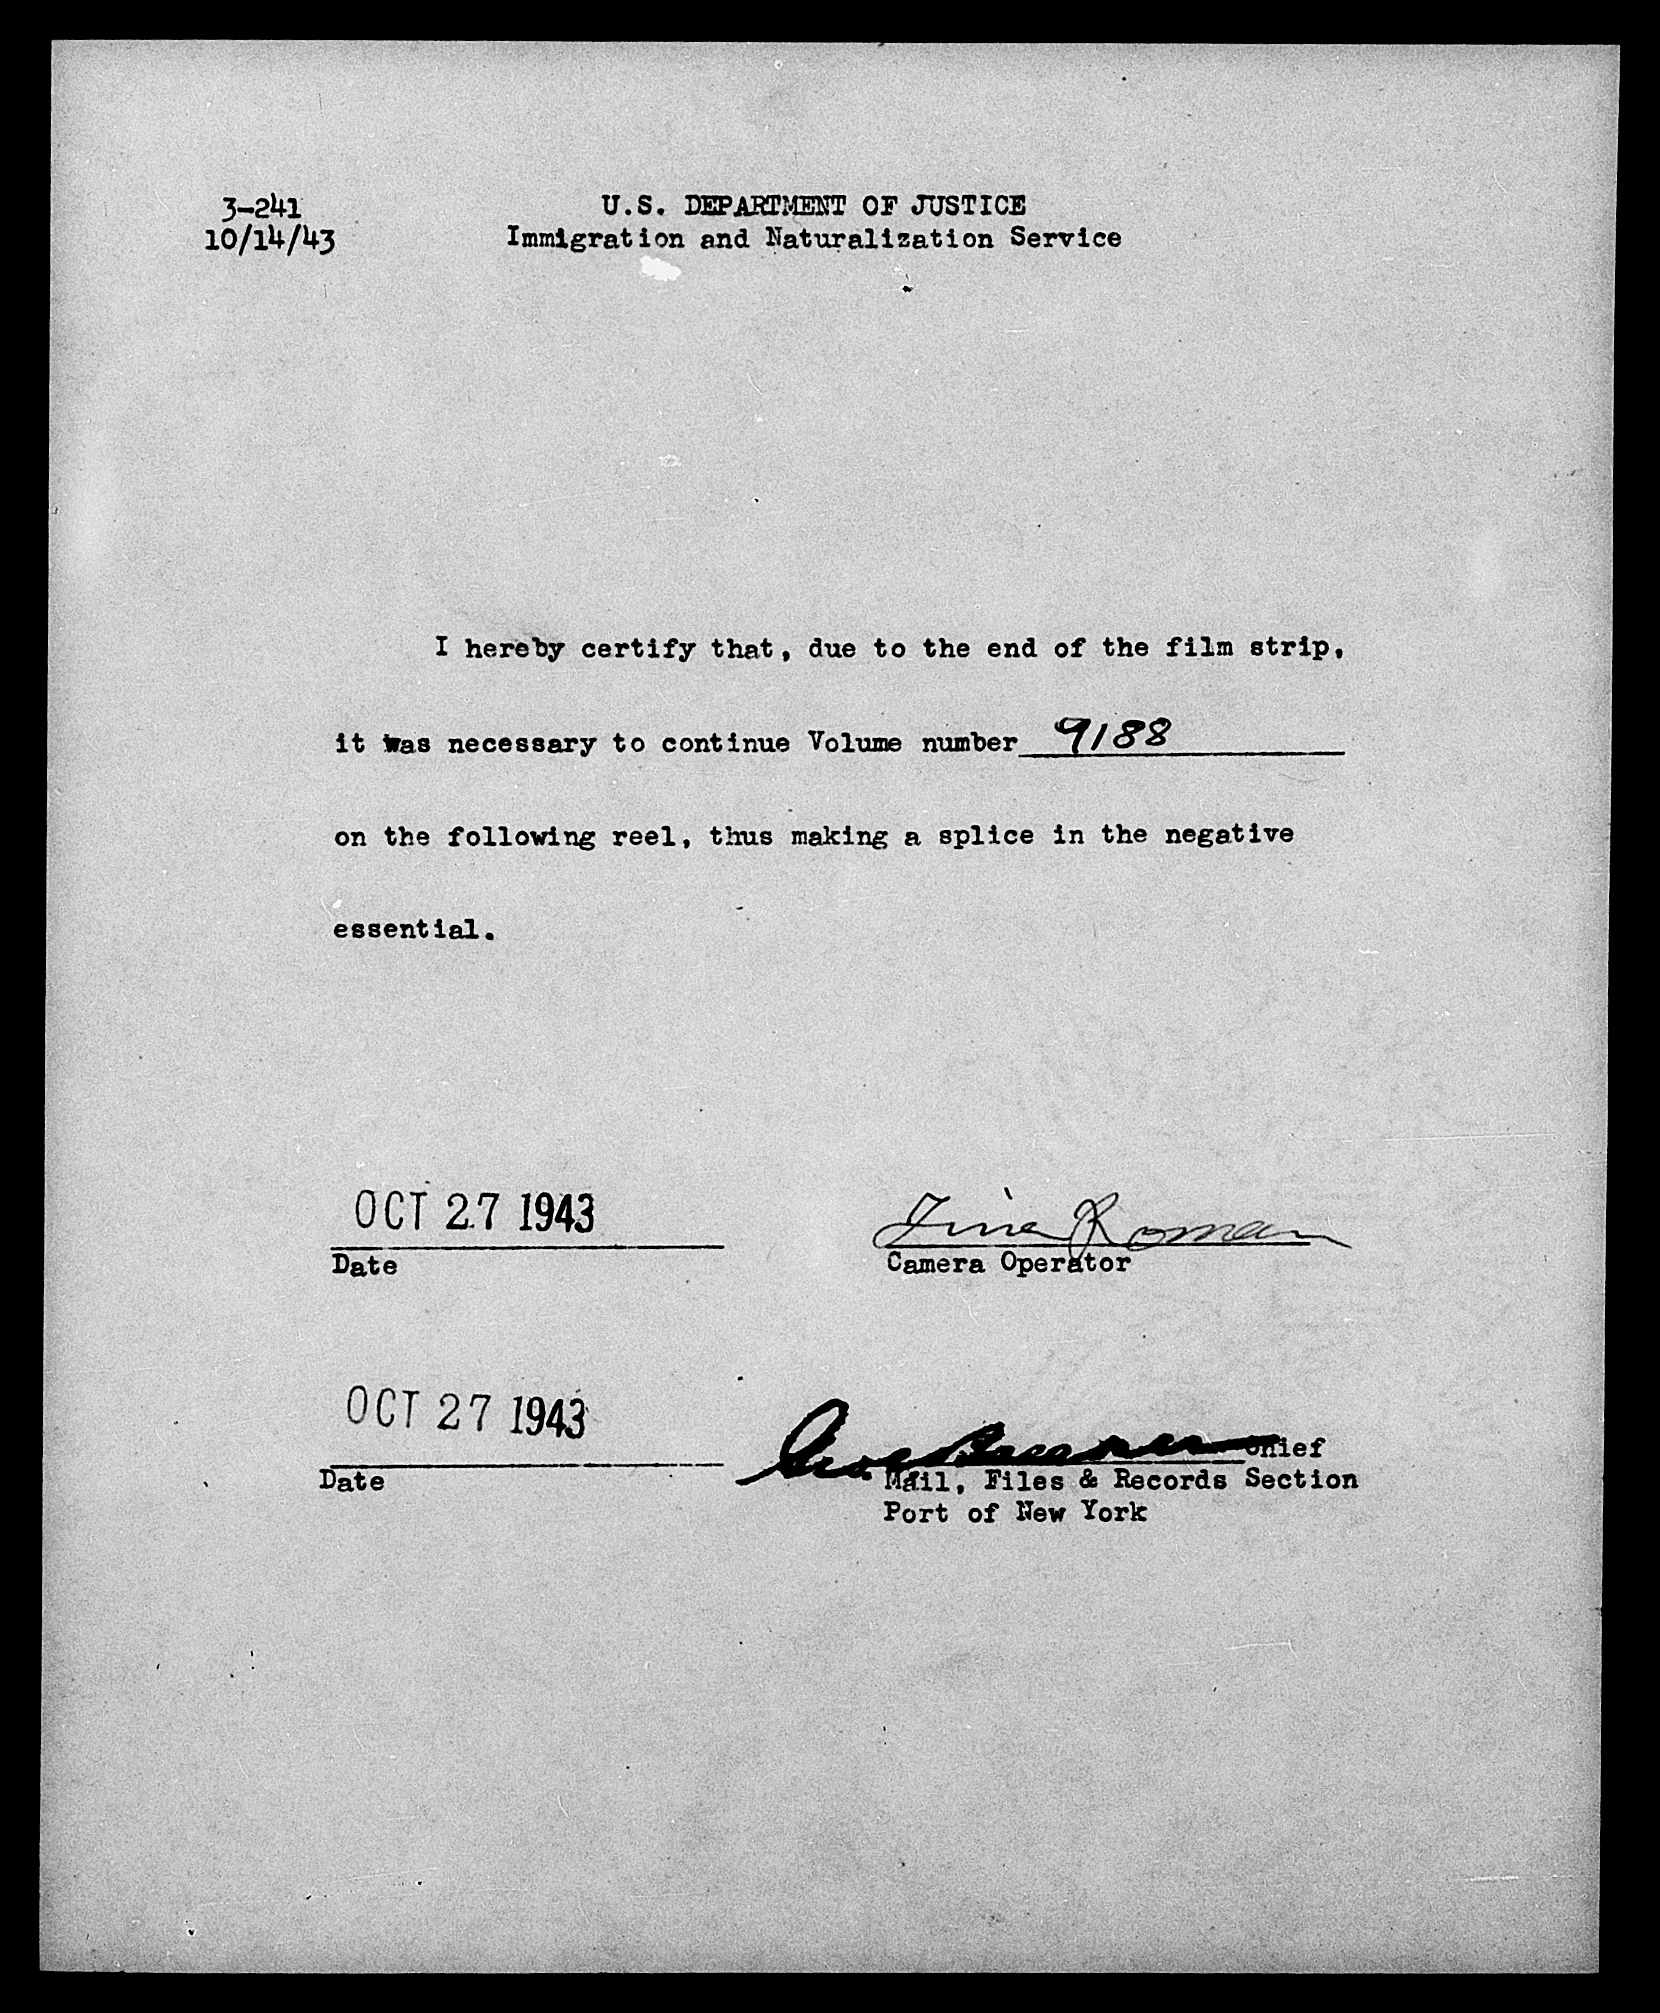 3-241
10/14/43
U.S. DEPARTMENT OF JUSTICE
Immigration and Naturalization Service
I hereby certify that, due to the end of the film strip,
it was necessary to continue Volume number 9188
on the following reel, thus making a splice in the negative
essential.
OCT 27 1943
Date
Tina Roman
Camera Operator
OCT 27 1943
Date
Chief
Mail, Files & Records Section
Port of New York